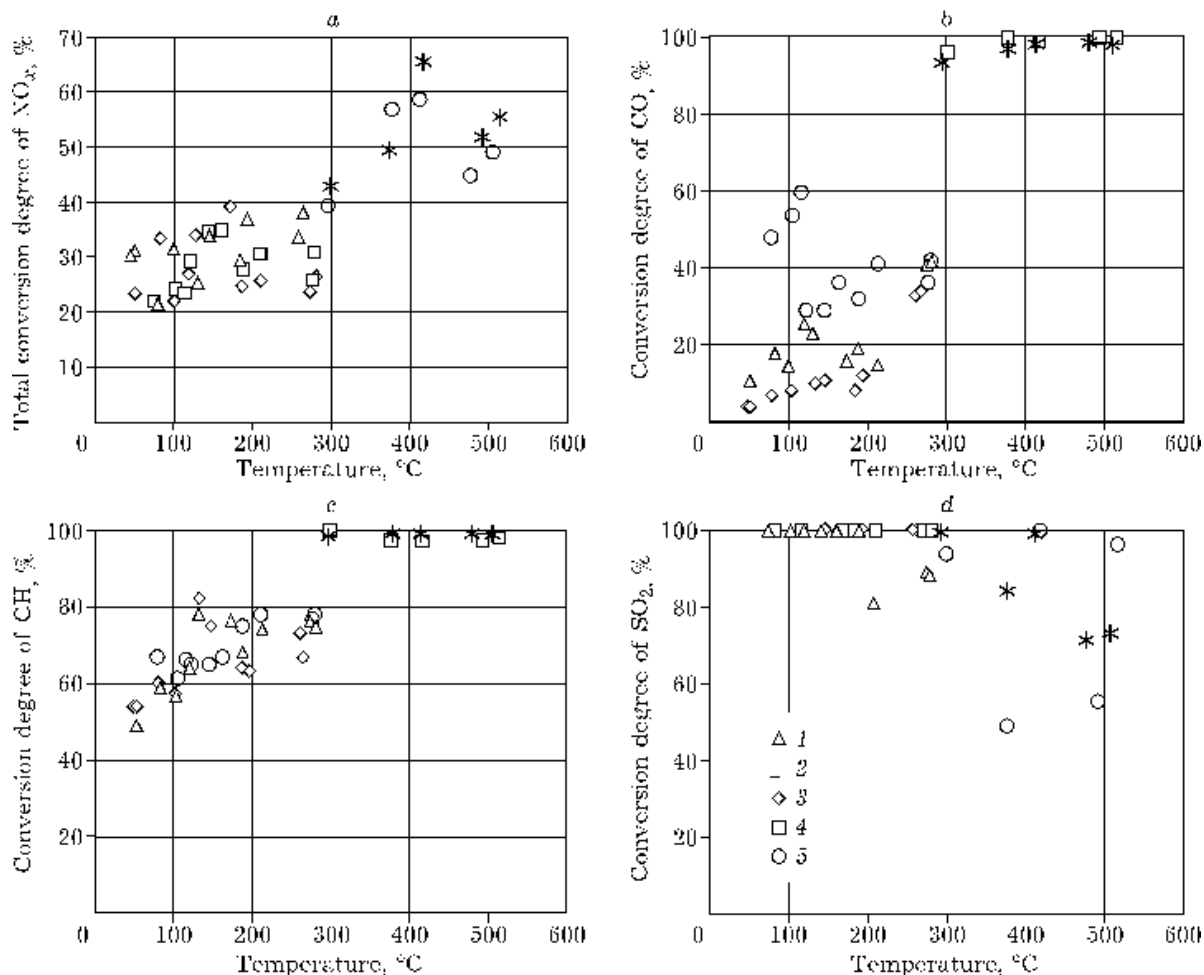 a
Total conversion degree of NOx, %
70
60
50
40
30
20
10
0 100 200 300 400 500 600
Temperature, °C
b
Conversion degree of CO, %
100
80
60
40
20
0 100 200 300 400 500 600
Temperature, °C
c
Conversion degree of CH, %
100
80
60
40
20
0 100 200 300 400 500 600
Temperature, °C
d
Conversion degree of SO2, %
100
80
60
40
20
1
2
3
4
5
0 100 200 300 400 500 600
Temperature, °C